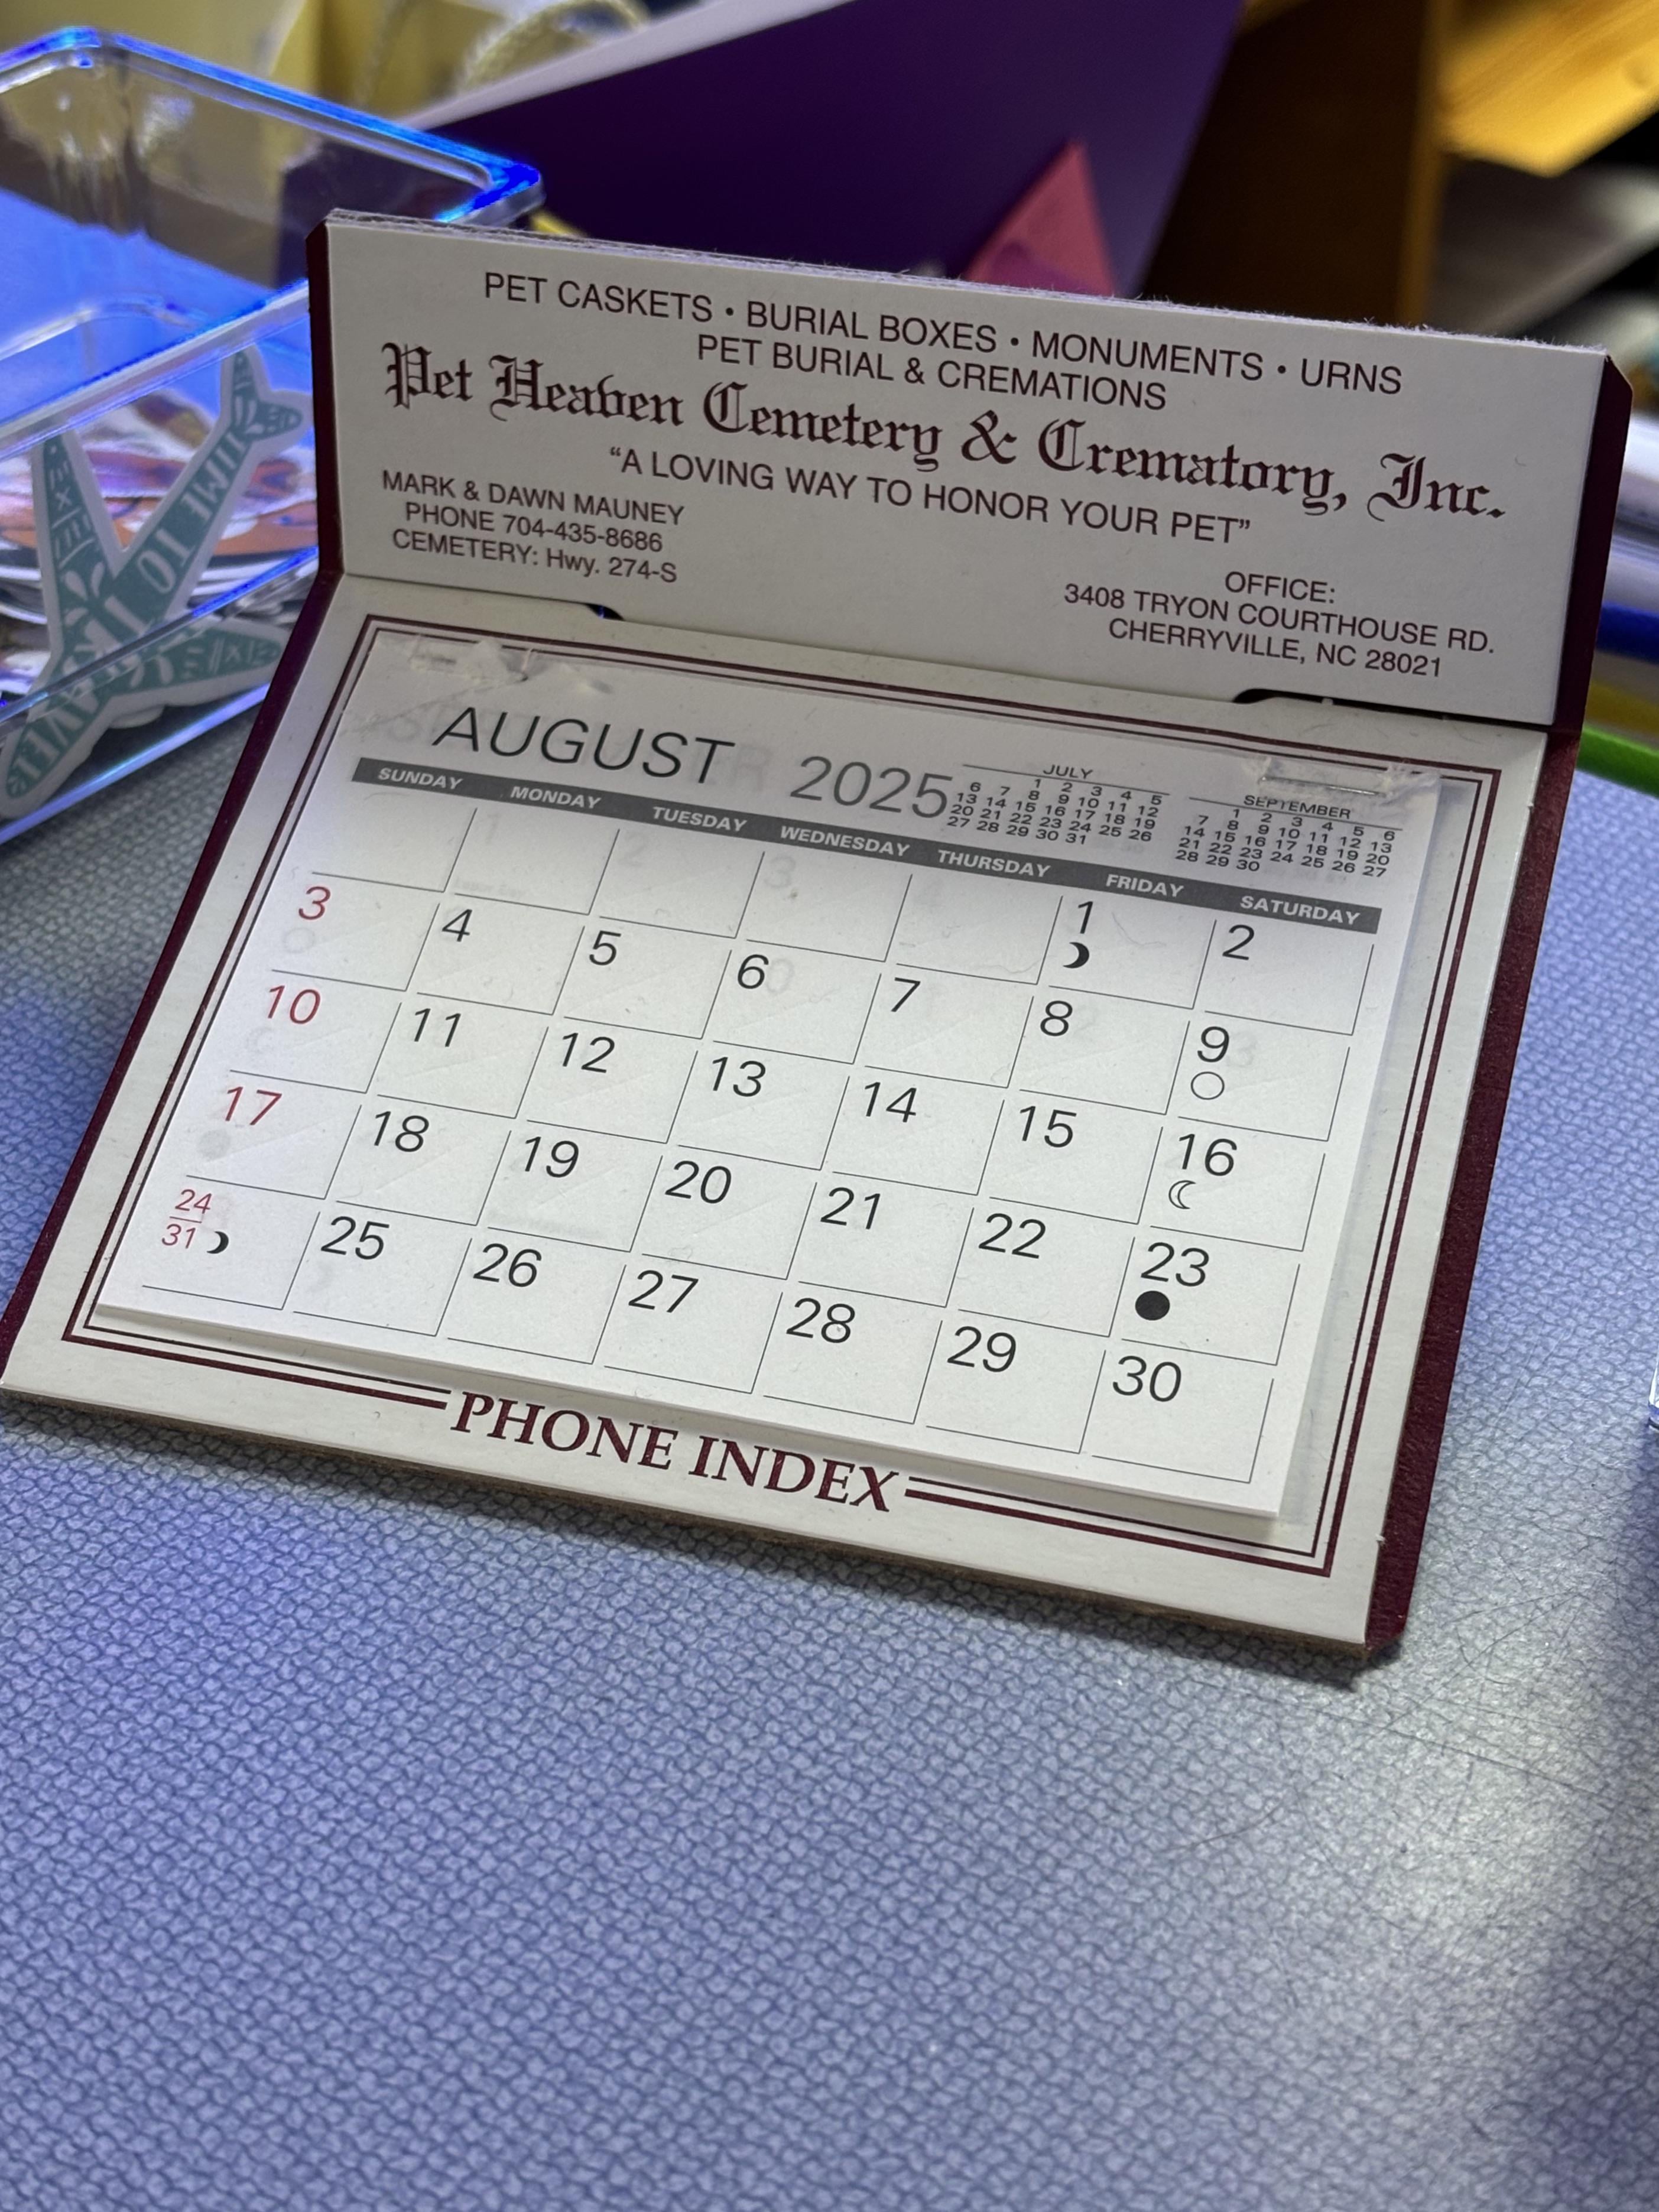 PET CASKETS • BURIAL BOXES • MONUMENTS • URNS
PET BURIAL & CREMATIONS
Pet Heaven Cemetery & Crematory, Inc.
“A LOVING WAY TO HONOR YOUR PET”
MARK & DAWN MAUNEY
PHONE 704-435-8686
CEMETERY: Hwy. 274-S
OFFICE:
3408 TRYON COURTHOUSE RD.
CHERRYVILLE, NC 28021
AUGUST 2025
JULY
1 2 3 4 5
6 7 8 9 10 11 12
13 14 15 16 17 18 19
20 21 22 23 24 25 26
27 28 29 30 31
SEPTEMBER
1 2 3 4 5 6
7 8 9 10 11 12 13
14 15 16 17 18 19 20
21 22 23 24 25 26 27
28 29 30
SUNDAY MONDAY TUESDAY WEDNESDAY THURSDAY FRIDAY SATURDAY
1 2
3 4 5 6 7 8 9
10 11 12 13 14 15 16
17 18 19 20 21 22 23
24 25 26 27 28 29 30
31
PHONE INDEX
TIME TO